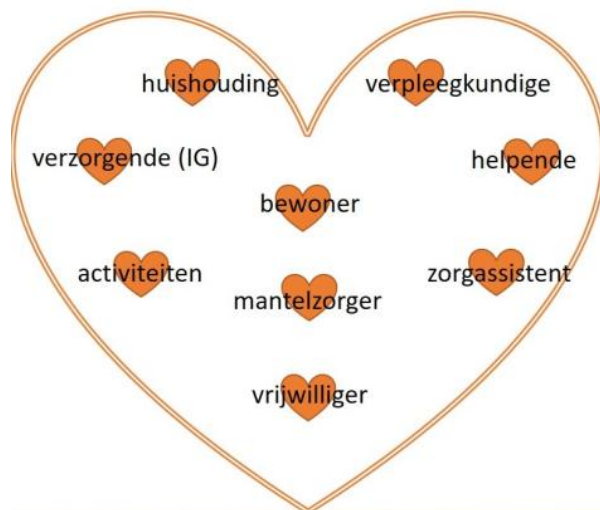 huishouding
verpleegkundige
verzorgende (IG)
helpende
bewoner
activiteiten
zorgassistent
mantelzorger
vrijwilliger